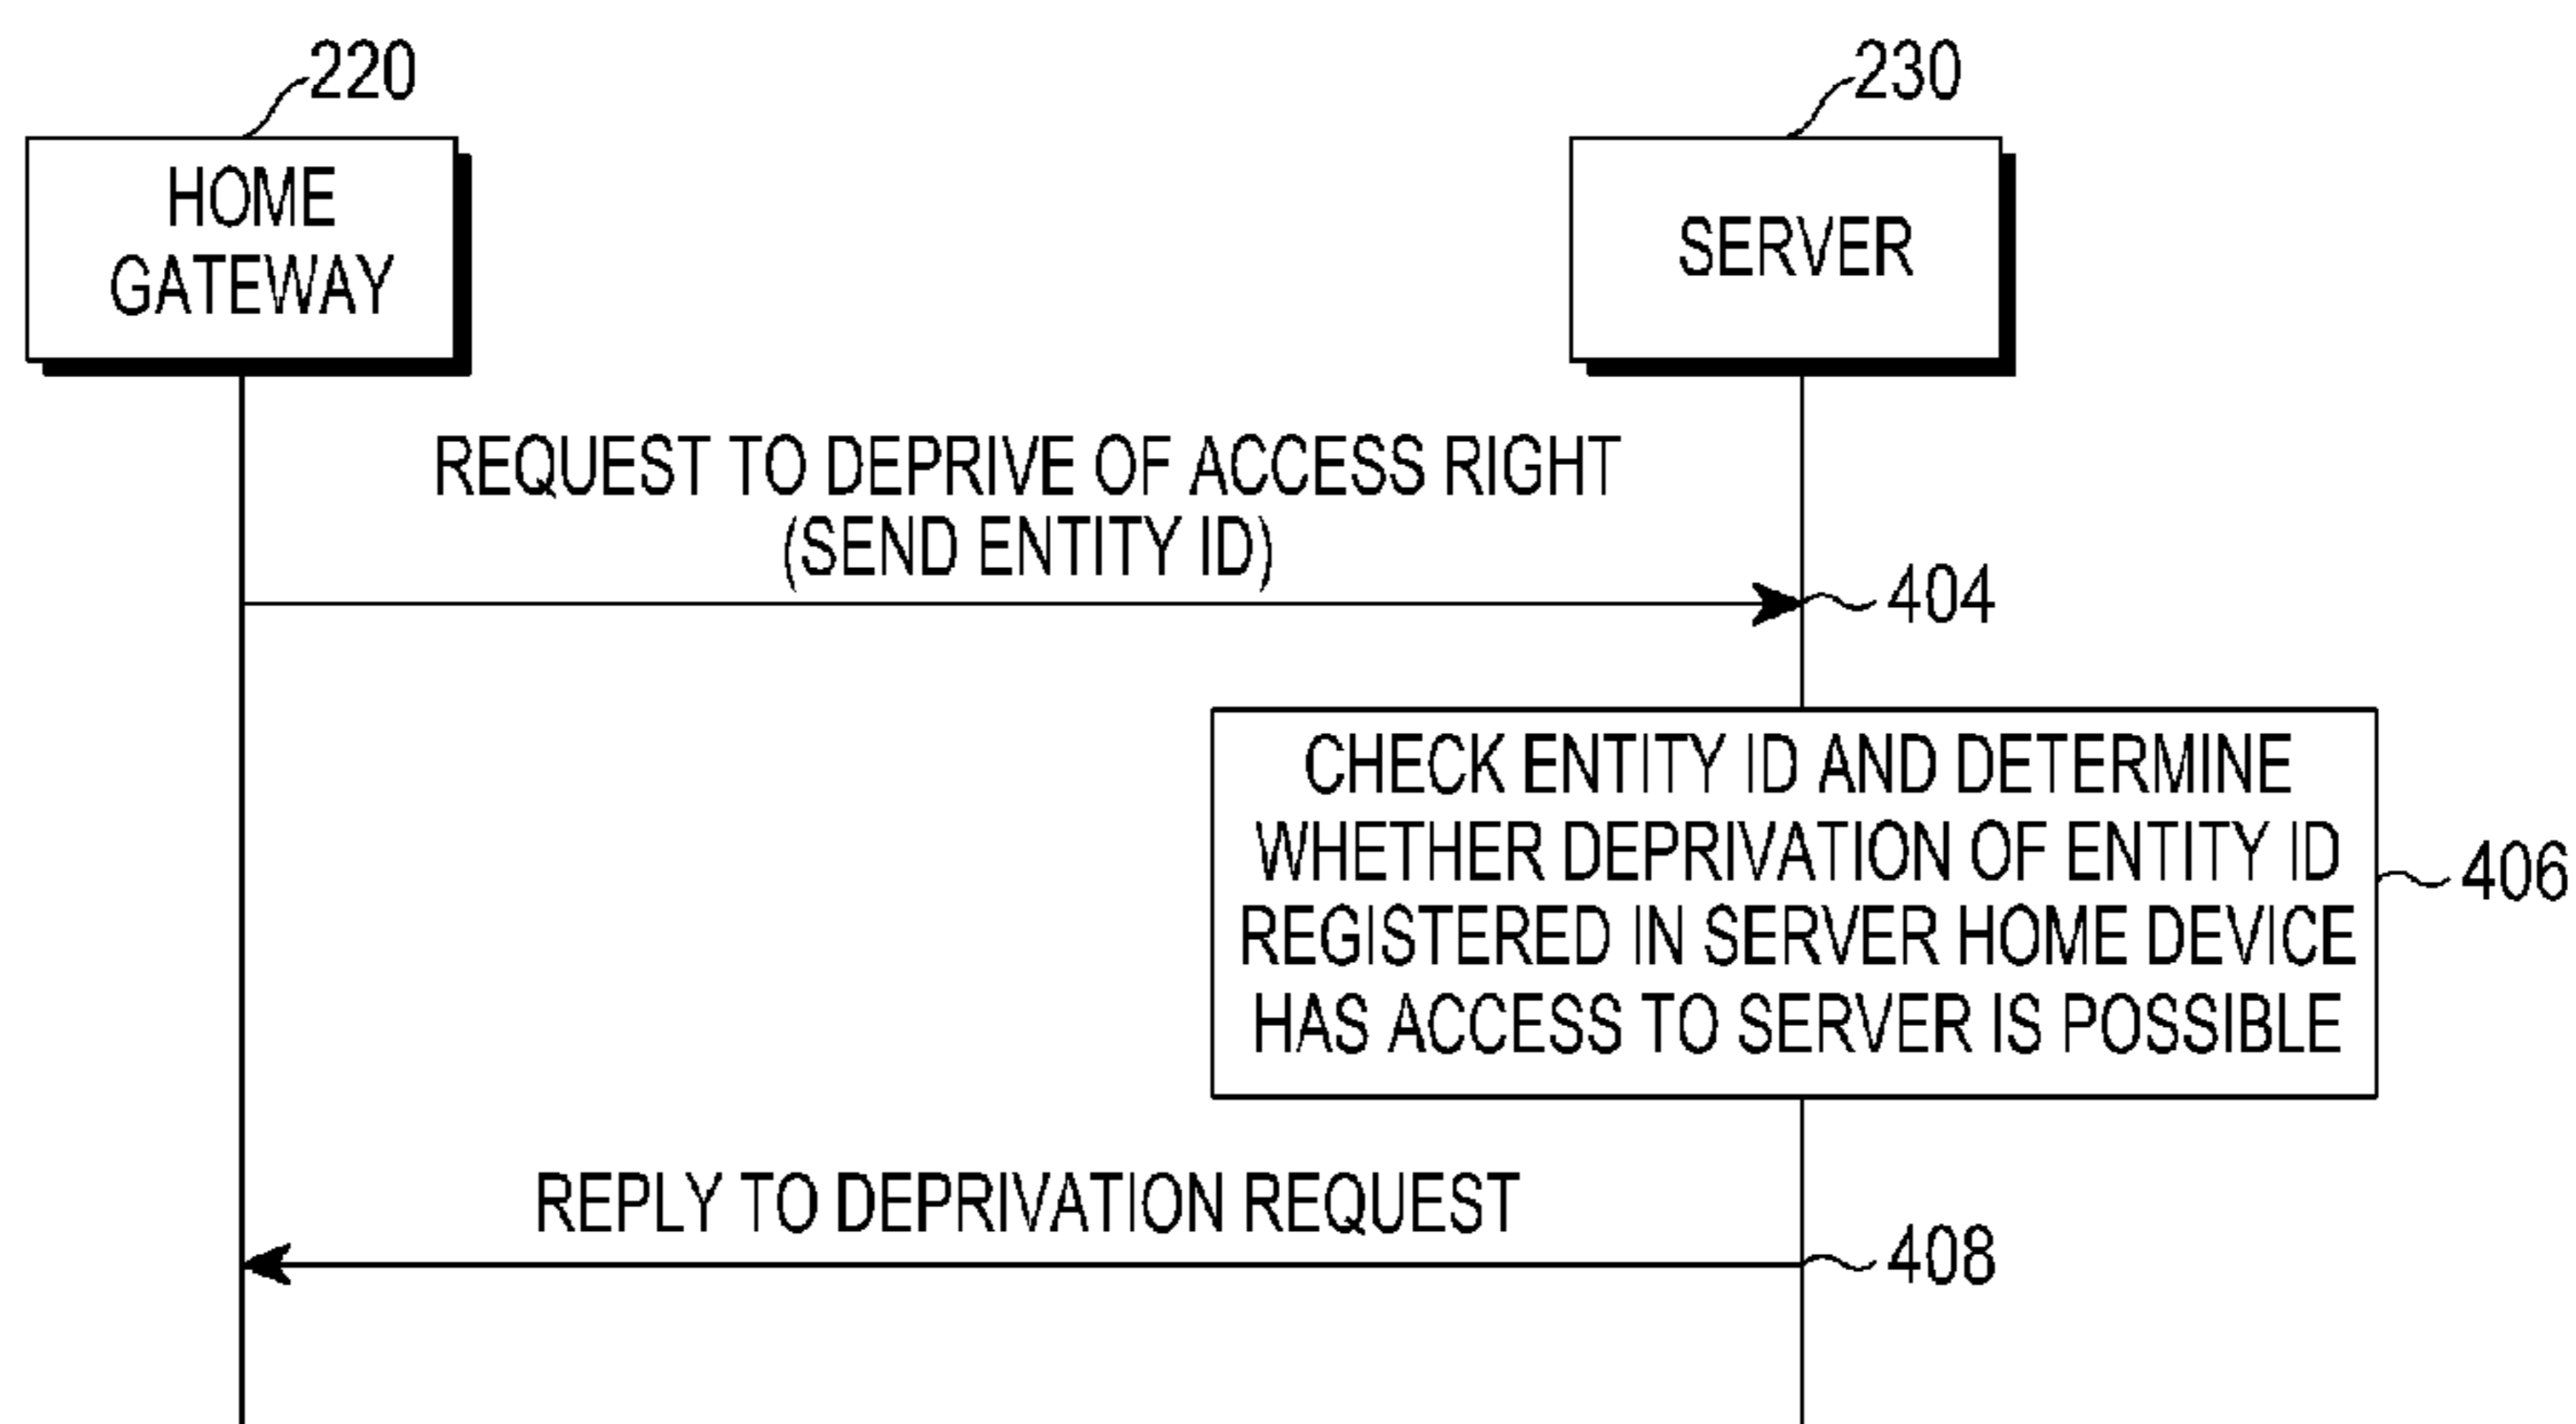 220
230
HOME
GATEWAY
SERVER
REQUEST TO DEPRIVE OF ACCESS RIGHT
(SEND ENTITY ID)
404
CHECK ENTITY ID AND DETERMINE
WHETHER DEPRIVATION OF ENTITY ID
REGISTERED IN SERVER HOME DEVICE
HAS ACCESS TO SERVER IS POSSIBLE
406
REPLY TO DEPRIVATION REQUEST
408